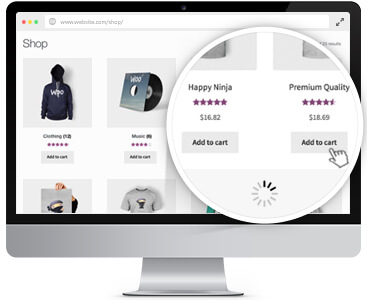 www.website.com/shop/
Shop
results
WOO
Happy Ninja
$16.82
Add to cart
Premium Quality
$18.69
Add to cart
Clothing (12)
Add to cart
Music (6)
Add to cart